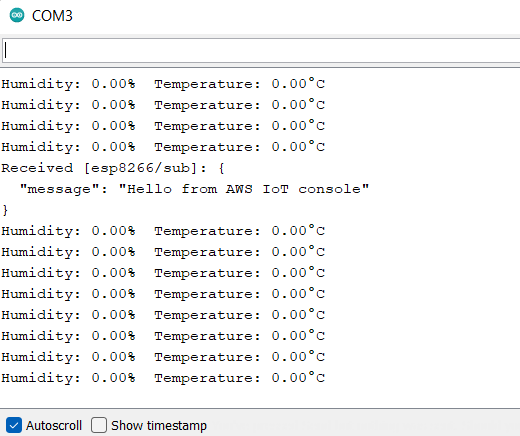 COM3
Humidity: 0.00%  Temperature: 0.00°C
Humidity: 0.00%  Temperature: 0.00°C
Humidity: 0.00%  Temperature: 0.00°C
Humidity: 0.00%  Temperature: 0.00°C
Received [esp8266/sub]: {
  "message": "Hello from AWS IoT console"
}
Humidity: 0.00%  Temperature: 0.00°C
Humidity: 0.00%  Temperature: 0.00°C
Humidity: 0.00%  Temperature: 0.00°C
Humidity: 0.00%  Temperature: 0.00°C
Humidity: 0.00%  Temperature: 0.00°C
Humidity: 0.00%  Temperature: 0.00°C
Humidity: 0.00%  Temperature: 0.00°C
Humidity: 0.00%  Temperature: 0.00°C
Autoscroll Show timestamp